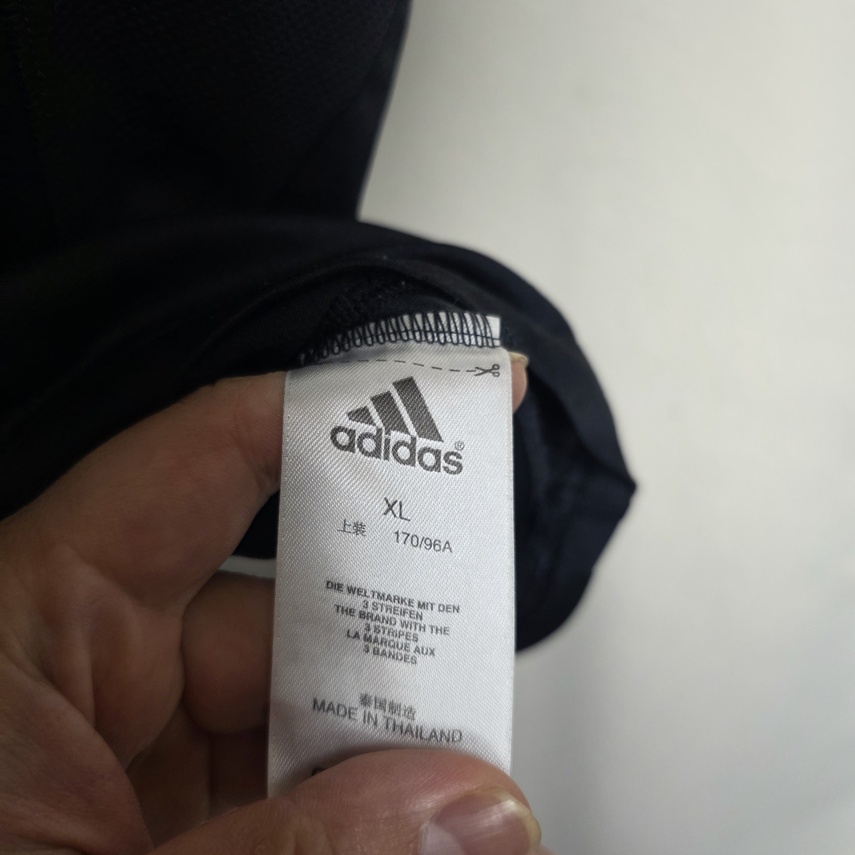 adidas®
XL
上装 170/96A
DIE WELTMARKE MIT DEN
3 STREIFEN
THE BRAND WITH THE
3 STRIPES
LA MARQUE AUX
3 BANDES
泰国制造
MADE IN THAILAND